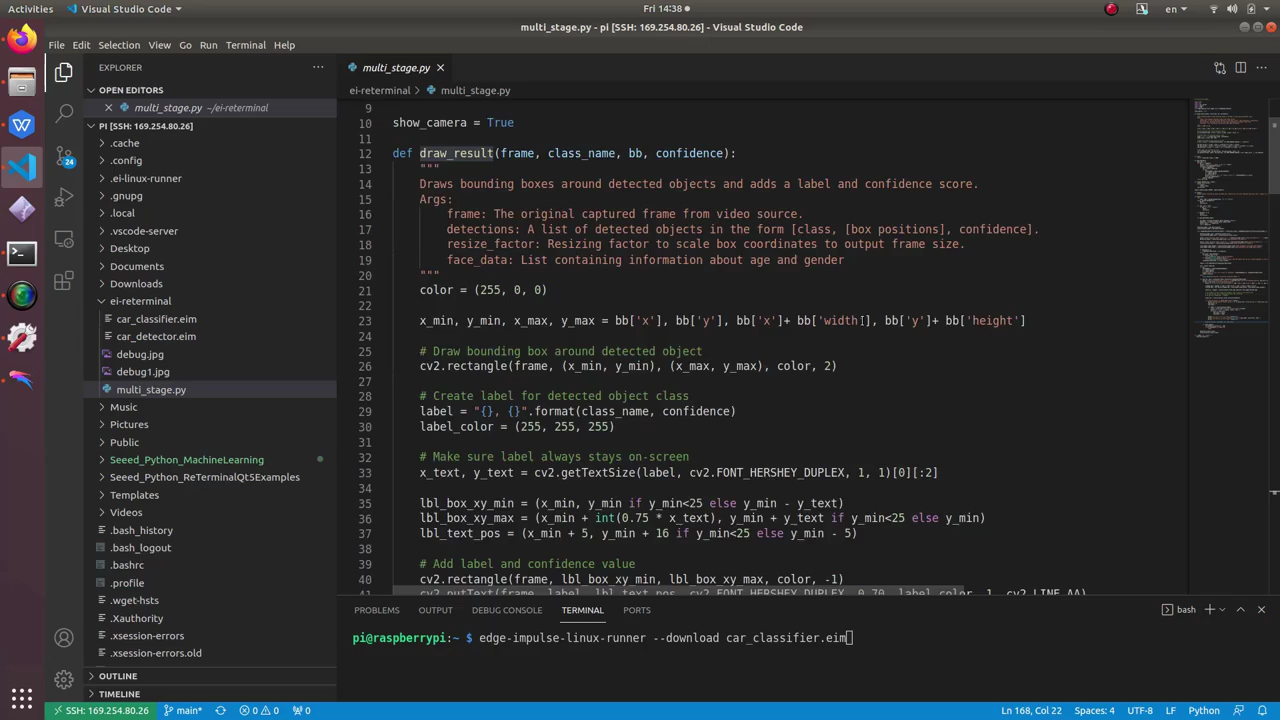 Activities
Visual Studio Code
Fri 14:38
en
multi_stage.py - pi [SSH: 169.254.80.26] - Visual Studio Code
File Edit Selection View Go Run Terminal Help
EXPLORER
OPEN EDITORS
multi_stage.py ~/ei-reterminal
PI [SSH: 169.254.80.26]
.cache
.config
.ei-linux-runner
.gnupg
.local
.vscode-server
Desktop
Documents
Downloads
ei-reterminal
car_classifier.eim
car_detector.eim
debug.jpg
debug1.jpg
multi_stage.py
Music
Pictures
Public
Seeed_Python_MachineLearning
Seeed_Python_ReTerminalQt5Examples
Templates
Videos
.bash_history
.bash_logout
.bashrc
.profile
.wget-hsts
.Xauthority
.xsession-errors
.xsession-errors.old
OUTLINE
TIMELINE
24
multi_stage.py
ei-reterminal > multi_stage.py
9
10 show_camera = True
11
12 def draw_result(frame, class_name, bb, confidence):
13 """
14 Draws bounding boxes around detected objects and adds a label and confidence score.
15 Args:
16 frame: The original captured frame from video source.
17 detection: A list of detected objects in the form [class, [box positions], confidence].
18 resize_factor: Resizing factor to scale box coordinates to output frame size.
19 face_data: List containing information about age and gender
20 """
21 color = (255, 0, 0)
22
23 x_min, y_min, x_max, y_max = bb['x'], bb['y'], bb['x']+ bb['width'], bb['y']+ bb['height']
24
25 # Draw bounding box around detected object
26 cv2.rectangle(frame, (x_min, y_min), (x_max, y_max), color, 2)
27
28 # Create label for detected object class
29 label = "{}, {}".format(class_name, confidence)
30 label_color = (255, 255, 255)
31
32 # Make sure label always stays on-screen
33 x_text, y_text = cv2.getTextSize(label, cv2.FONT_HERSHEY_DUPLEX, 1, 1)[0][:2]
34
35 lbl_box_xy_min = (x_min, y_min if y_min<25 else y_min - y_text)
36 lbl_box_xy_max = (x_min + int(0.75 * x_text), y_min + y_text if y_min<25 else y_min)
37 lbl_text_pos = (x_min + 5, y_min + 16 if y_min<25 else y_min - 5)
38
39 # Add label and confidence value
40 cv2.rectangle(frame, lbl_box_xy_min, lbl_box_xy_max, color, -1)
41 cv2.putText(frame, label, lbl_text_pos, cv2.FONT_HERSHEY_DUPLEX, 0.70, label_color, 1, cv2.LINE_AA)
PROBLEMS OUTPUT DEBUG CONSOLE TERMINAL PORTS
bash
pi@raspberrypi:~ $ edge-impulse-linux-runner --download car_classifier.eim
SSH: 169.254.80.26 main* 0 0 0 Ln 168, Col 22 Spaces: 4 UTF-8 LF Python